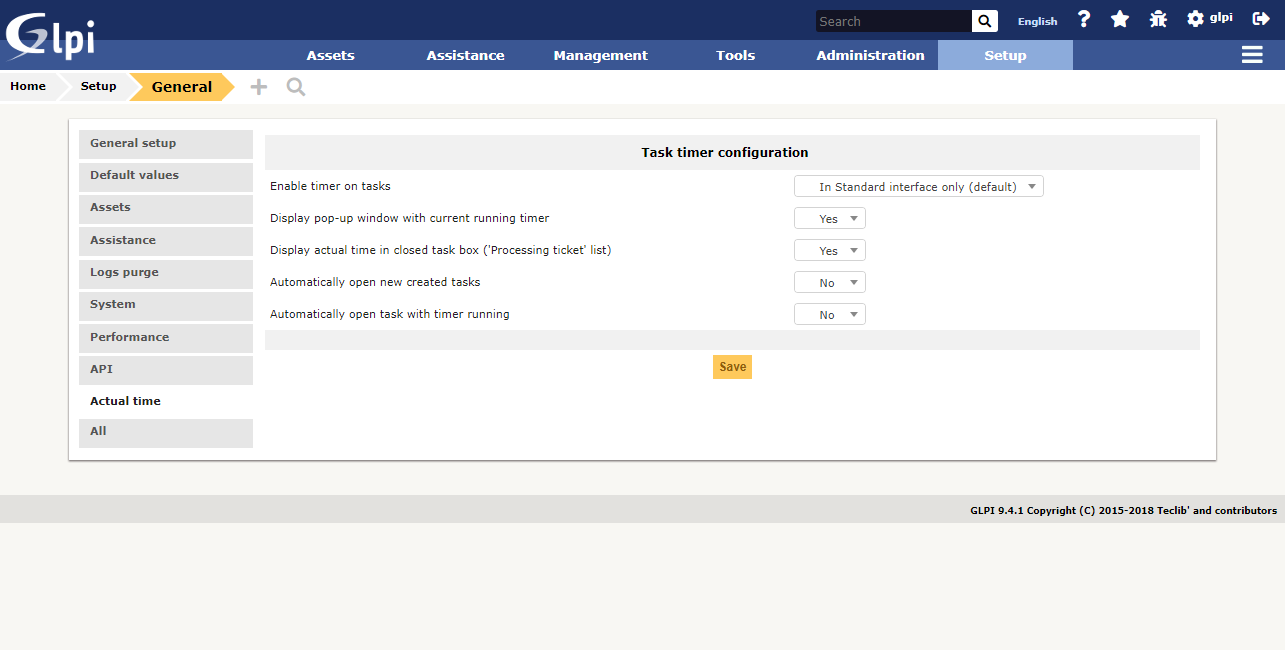 Glpi
Search
English
? glpi
Assets Assistance Management Tools Administration Setup
Home Setup General
General setup
Default values
Assets
Assistance
Logs purge
System
Performance
API
Actual time
All
Task timer configuration
Enable timer on tasks In Standard interface only (default)
Display pop-up window with current running timer Yes
Display actual time in closed task box ('Processing ticket' list) Yes
Automatically open new created tasks No
Automatically open task with timer running No
Save
GLPI 9.4.1 Copyright (C) 2015-2018 Teclib' and contributors